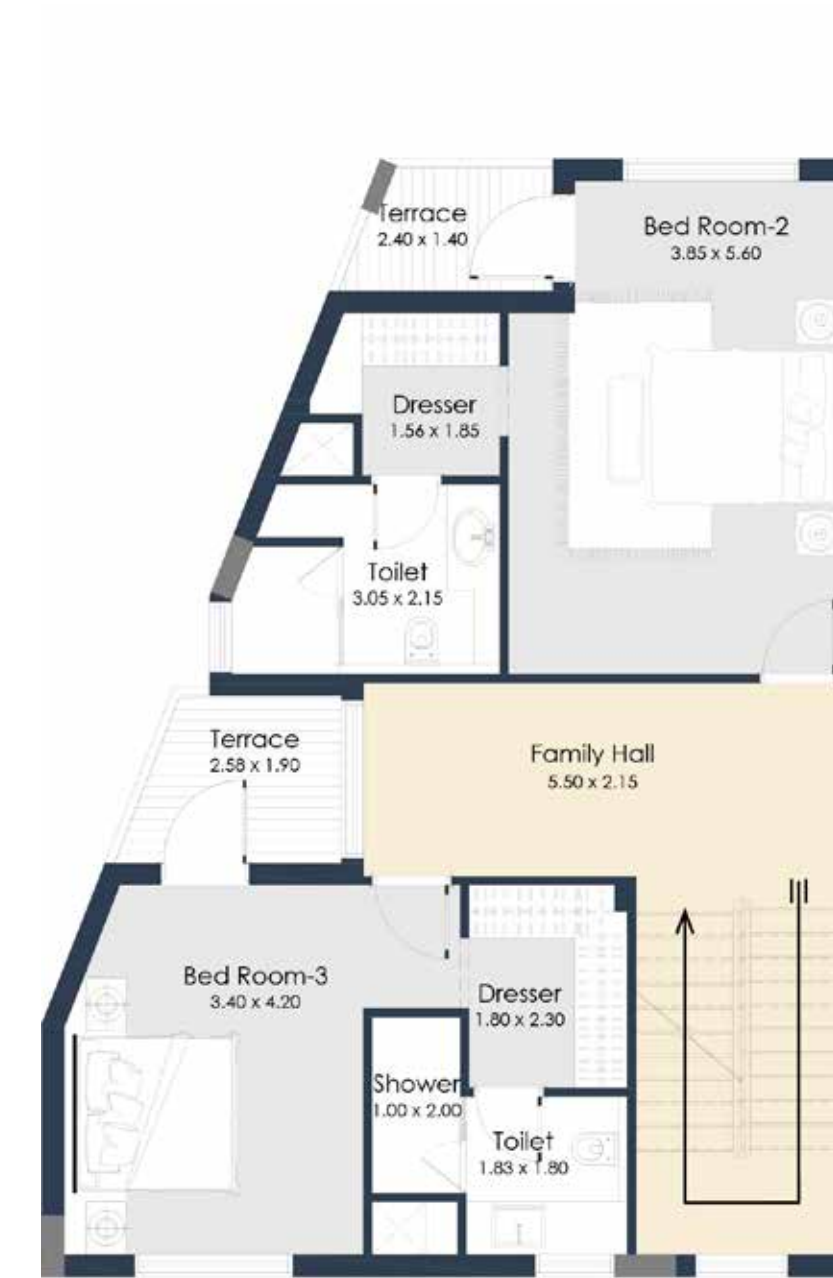 Terrace
2.40 x 1.40
Bed Room-2
3.85 x 5.60
Dresser
1.56 x 1.85
Toilet
3.05 x 2.15
Terrace
2.58 x 1.90
Family Hall
5.50 x 2.15
Bed Room-3
3.40 x 4.20
Dresser
1.80 x 2.30
Shower
1.00 x 2.00
Toilet
1.83 x 1.80